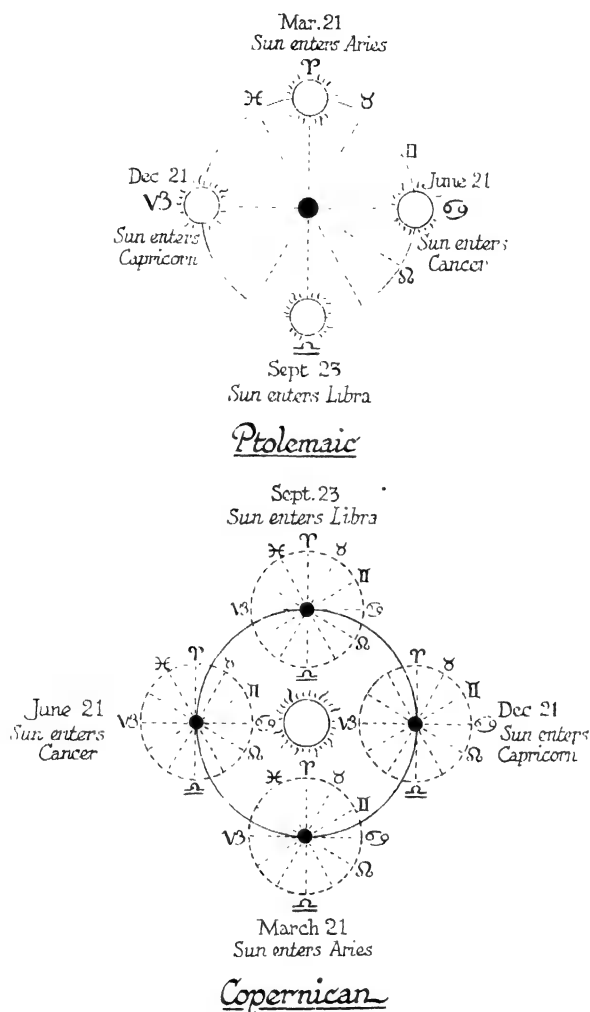 Mar. 21
Sun enters Aries
♈
♓ ♉
♊
Dec 21
♑
Sun enters
Capricorn
June 21
♋
Sun enters
Cancer
♌
♎
Sept 23
Sun enters Libra
Ptolemaic
Sept. 23
Sun enters Libra
♓ ♈ ♉
♊
♑ ♋
♌
♎
June 21
Sun enters
Cancer
♓ ♈ ♉
♊
♑ ♋
♌
♎
♈ ♉
♊
♑ ♋
♌
♎
Dec 21
Sun enters
Capricorn
♓ ♈ ♉
♊
♑ ♋
♌
♎
March 21
Sun enters Aries
Copernican